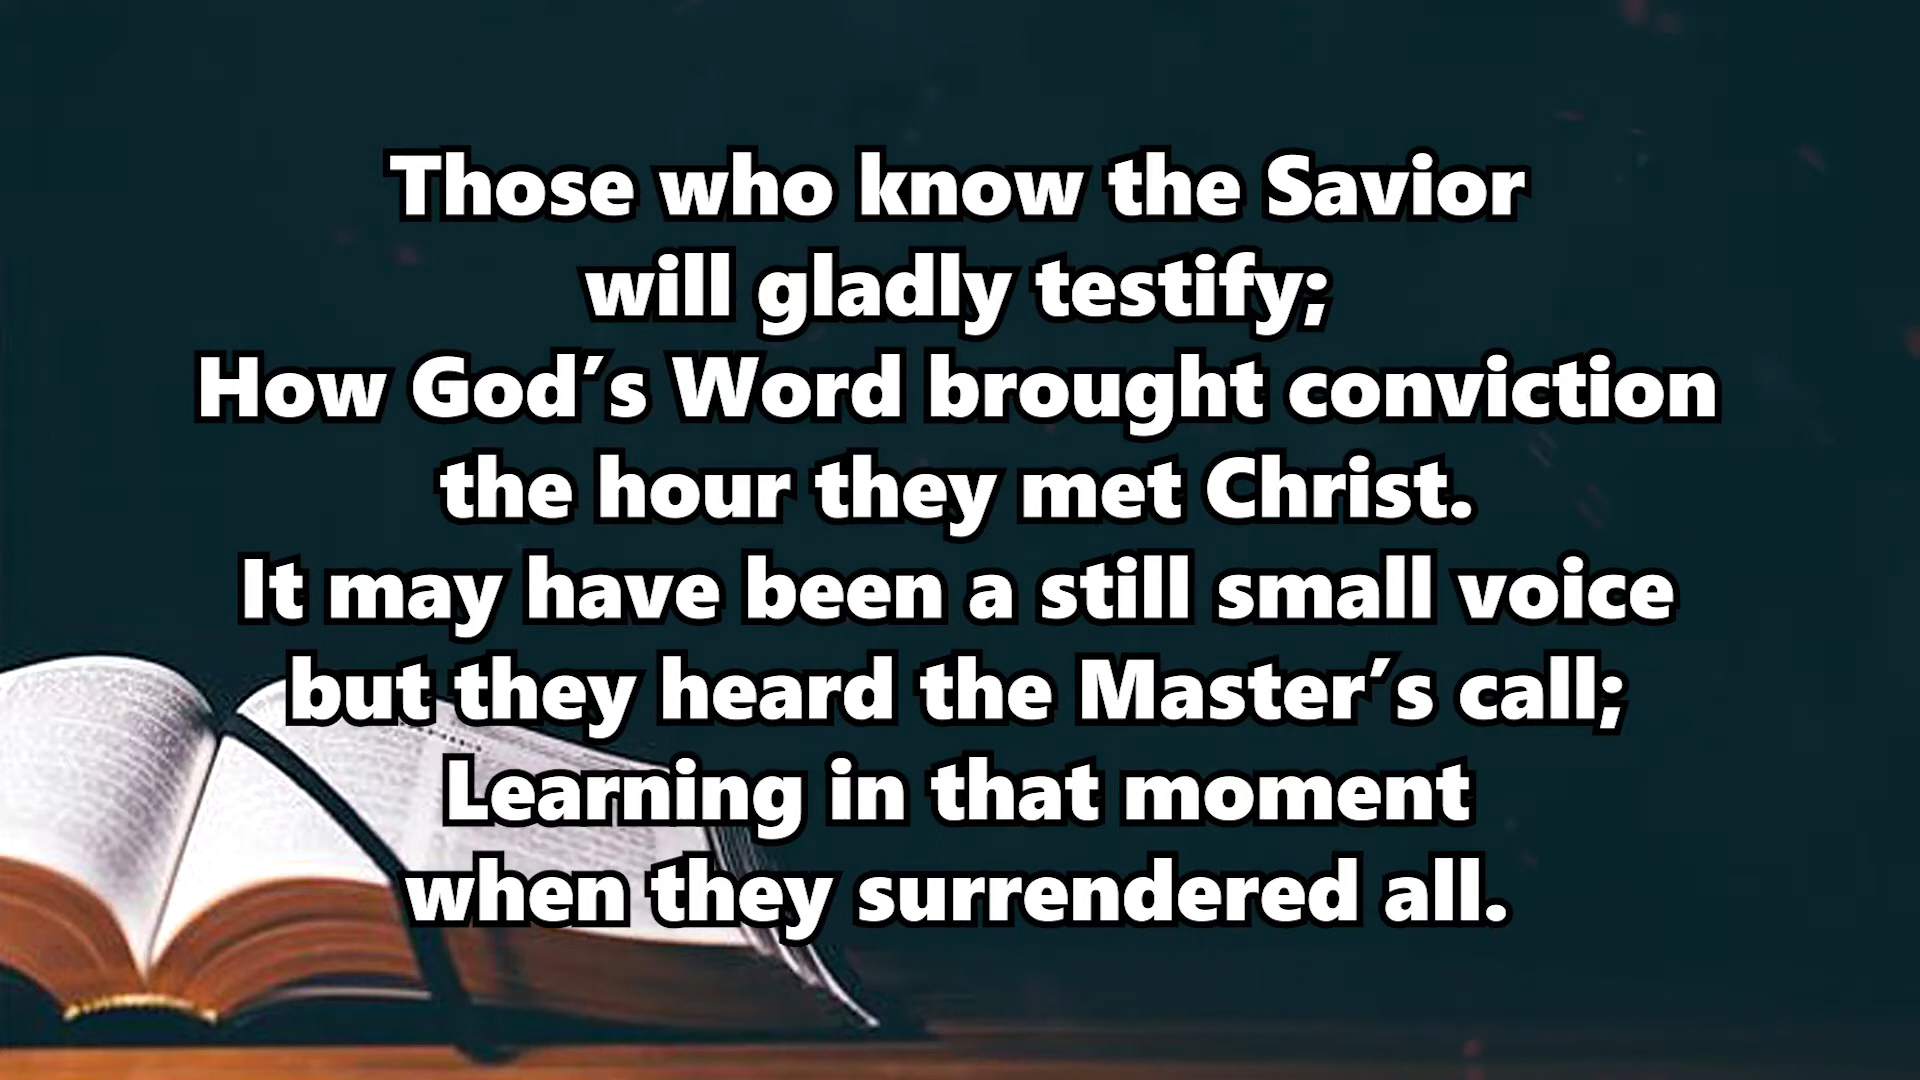 Those who know the Savior
will gladly testify;
How God’s Word brought conviction
the hour they met Christ.
It may have been a still small voice
but they heard the Master’s call;
Learning in that moment
when they surrendered all.